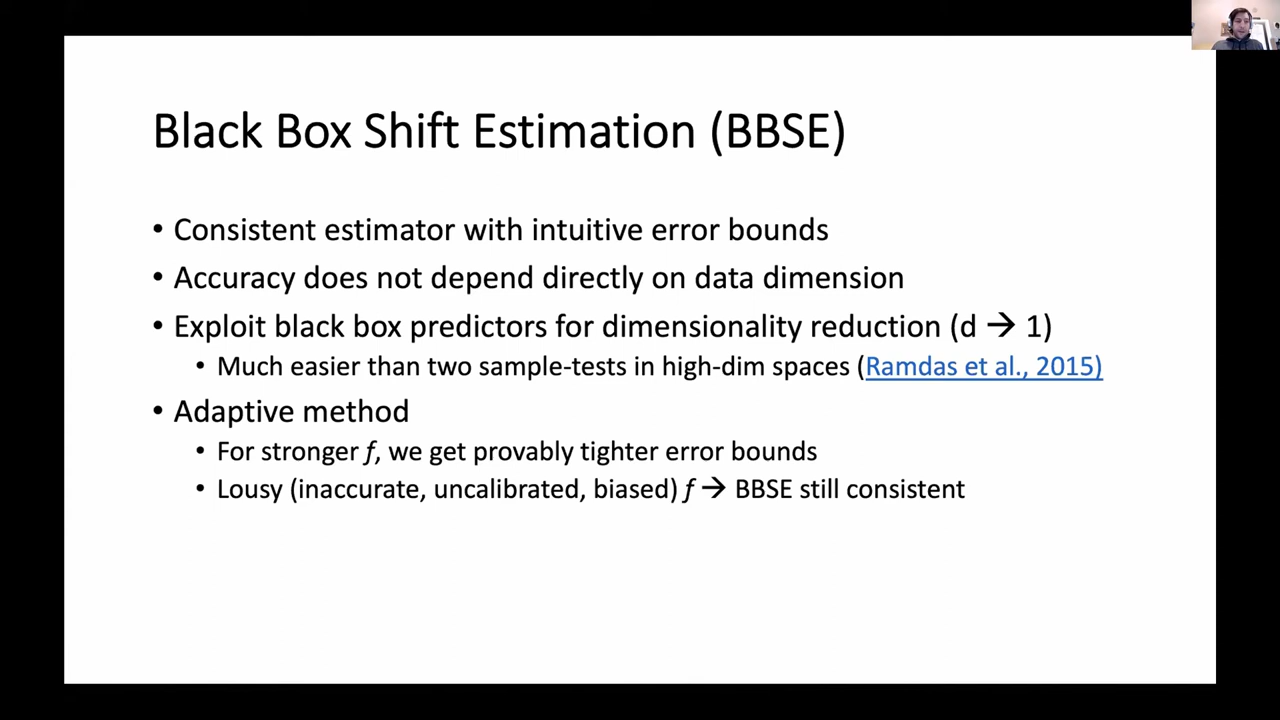 Black Box Shift Estimation (BBSE)
• Consistent estimator with intuitive error bounds
• Accuracy does not depend directly on data dimension
• Exploit black box predictors for dimensionality reduction (d → 1)
• Much easier than two sample-tests in high-dim spaces (Ramdas et al., 2015)
• Adaptive method
• For stronger f, we get provably tighter error bounds
• Lousy (inaccurate, uncalibrated, biased) f → BBSE still consistent